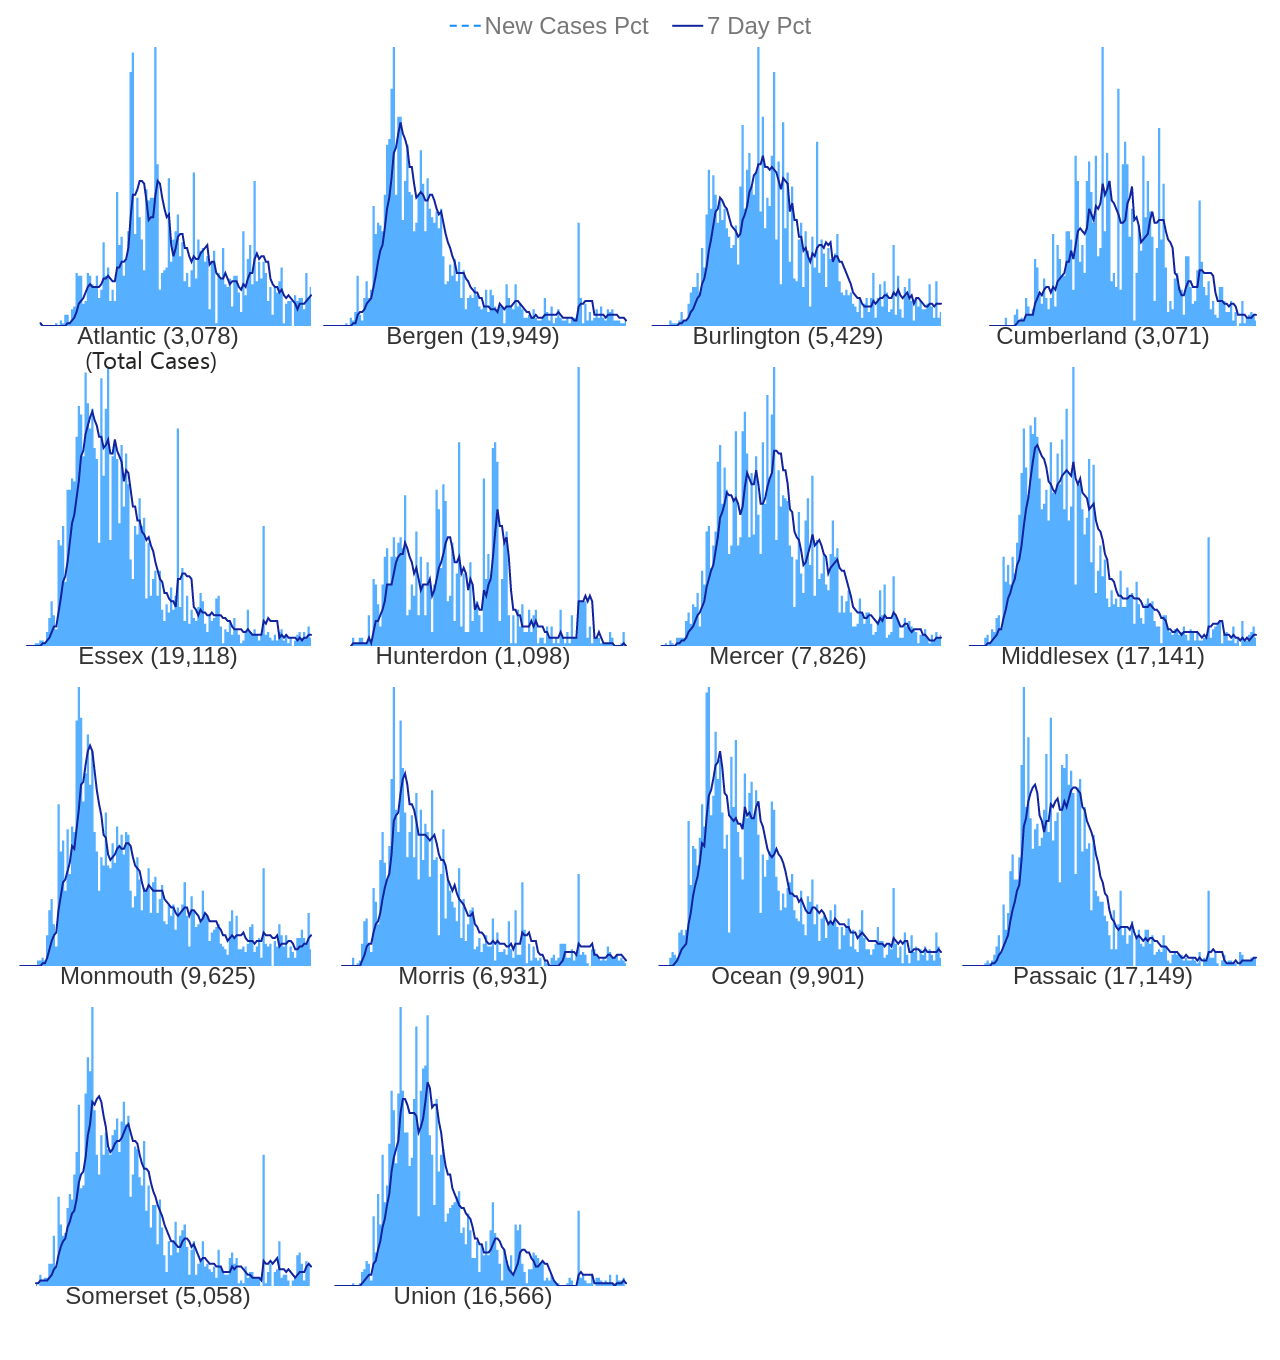 New Cases Pct 7 Day Pct
Atlantic (3,078) Bergen (19,949) Burlington (5,429) Cumberland (3,071)
(Total Cases)
Essex (19,118) Hunterdon (1,098) Mercer (7,826) Middlesex (17,141)
Monmouth (9,625) Morris (6,931) Ocean (9,901) Passaic (17,149)
Somerset (5,058) Union (16,566)